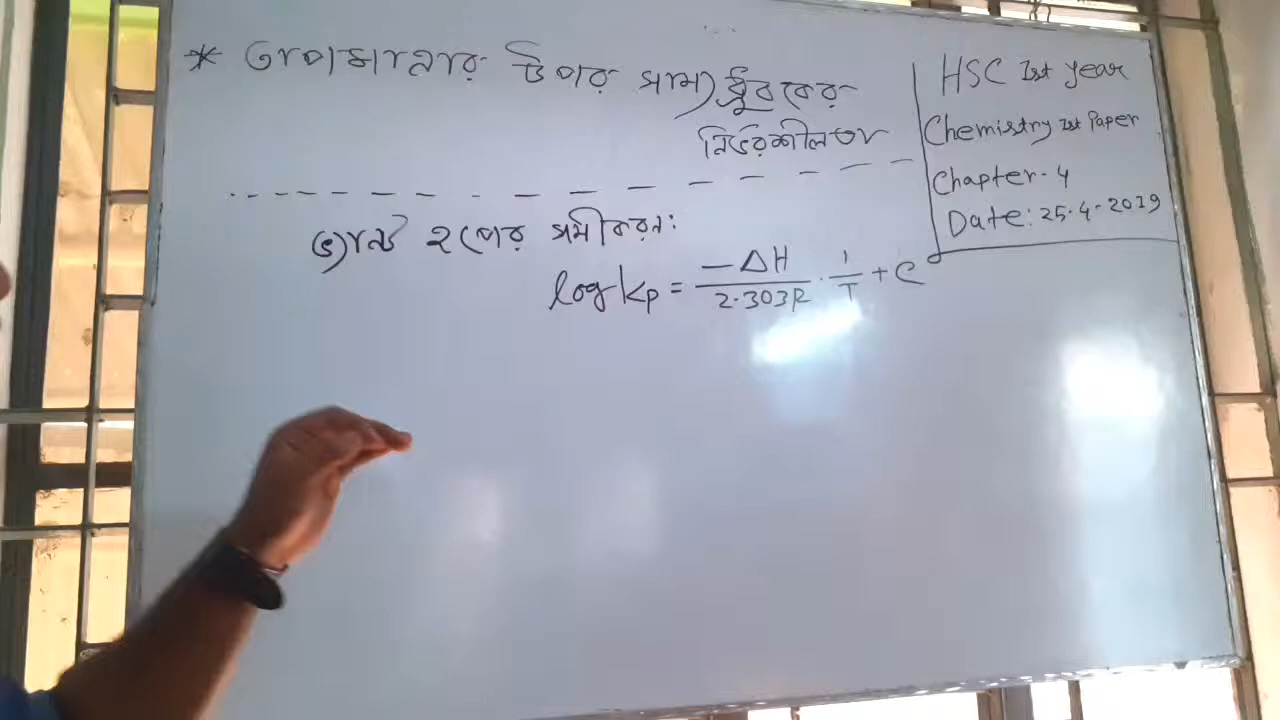 * তাপমাত্রার উপর সাম্যধ্রুবকের
নির্ভরশীলতা
HSC 1st year
Chemistry 1st Paper
Chapter-4
Date: 25-4-2019
ভ্যান্ট হফের সমীকরণ:
log Kp = -ΔH / 2.303R · 1/T + C